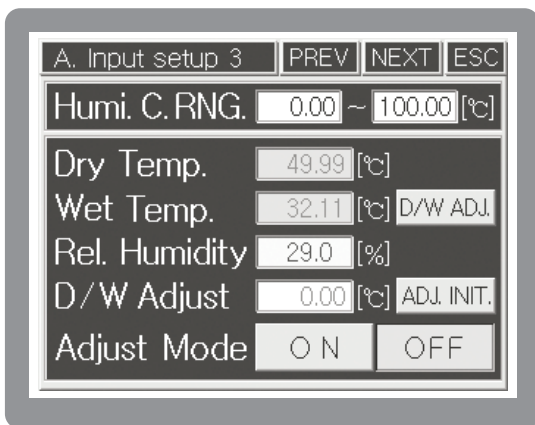 A. Input setup 3 PREV NEXT ESC
Humi. C. RNG. 0.00 ~ 100.00 [℃]
Dry Temp. 49.99 [℃]
Wet Temp. 32.11 [℃] D/W ADJ.
Rel. Humidity 29.0 [%]
D/W Adjust 0.00 [℃] ADJ. INIT.
Adjust Mode ON OFF